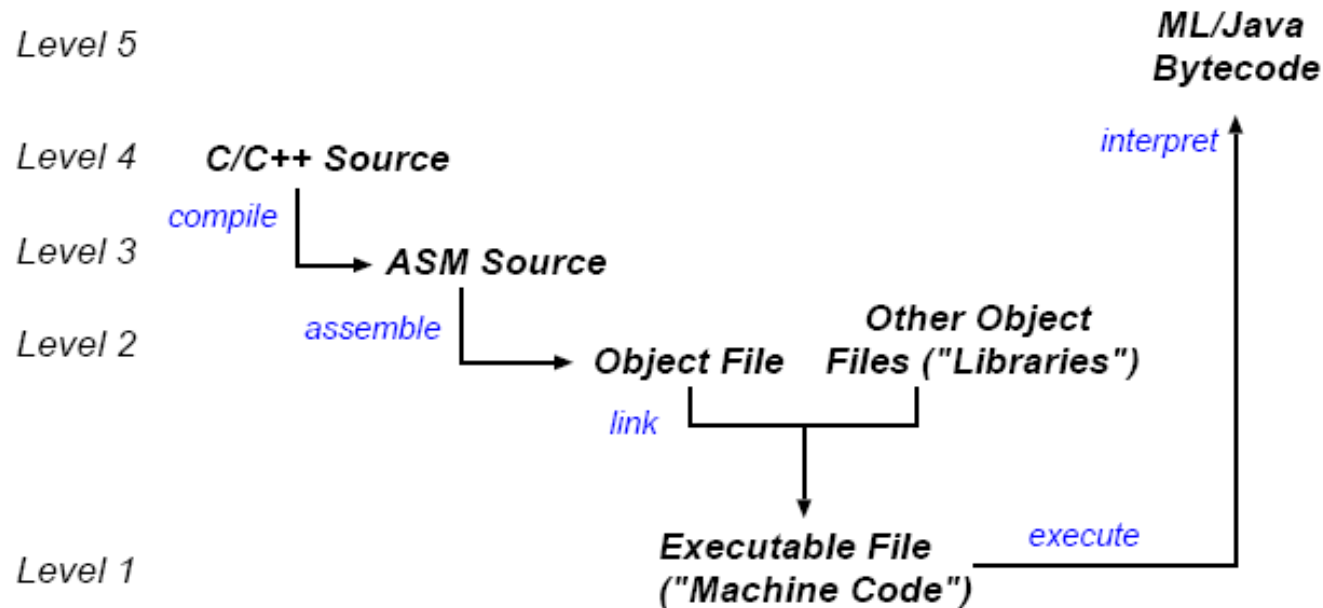 Level 5
ML/Java
Bytecode
interpret
Level 4
C/C++ Source
compile
Level 3
ASM Source
assemble
Level 2
Object File
Other Object
Files ("Libraries")
link
Level 1
Executable File
("Machine Code")
execute